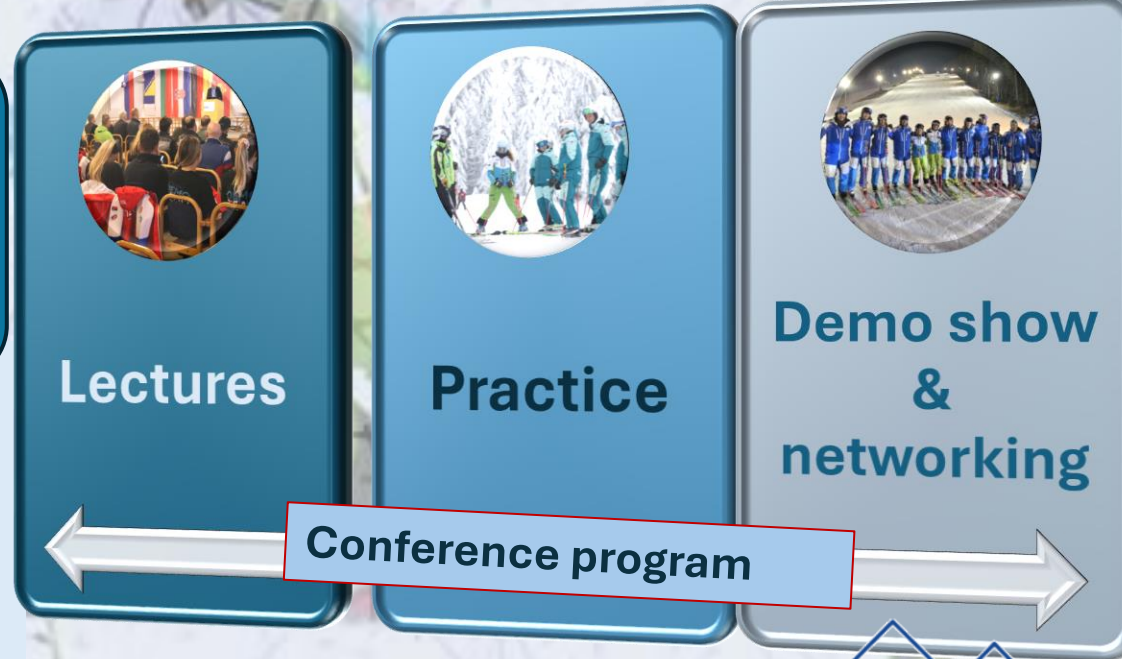 Lectures
Practice
Demo show
&
networking
Conference program